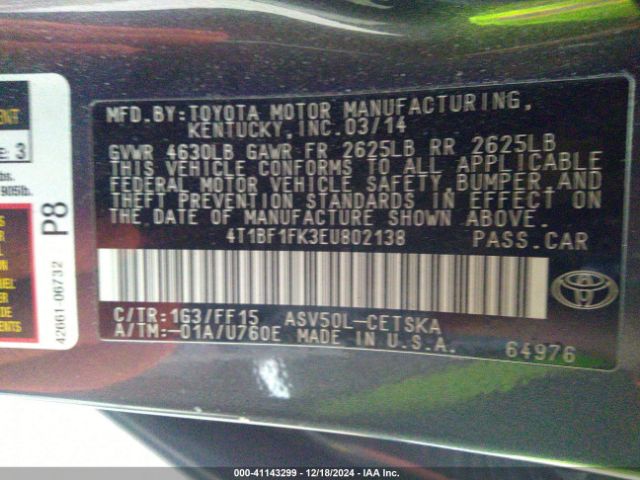 MFD.BY:TOYOTA MOTOR MANUFACTURING,
KENTUCKY,INC.03/14
GVWR 4630LB GAWR FR 2625LB RR 2625LB
THIS VEHICLE CONFORMS TO ALL APPLICABLE
FEDERAL MOTOR VEHICLE SAFETY,BUMPER,AND
THEFT PREVENTION STANDARDS IN EFFECT ON
THE DATE OF MANUFACTURE SHOWN ABOVE.
4T1BF1FK3EU802138 PASS.CAR
C/TR:1G3/FF15 ASV50L-CETSKA
A/TM:-01A/U760E MADE IN U.S.A. 64976
: 3
905lb.
P8
42661-06732
000-41143299 - 12/18/2024 - IAA Inc.